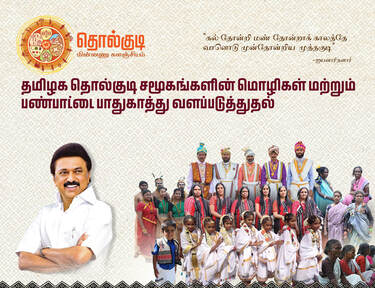 தொல்குடி
மின்னணு களஞ்சியம்
"கல் தோன்றி மண் தோன்றாக் காலத்தே
வாளொடு முன்தோன்றிய மூத்தகுடி"
-ஐயனாரிதனார்
தமிழக தொல்குடி சமூகங்களின் மொழிகள் மற்றும்
பண்பாட்டை பாதுகாத்து வளப்படுத்துதல்